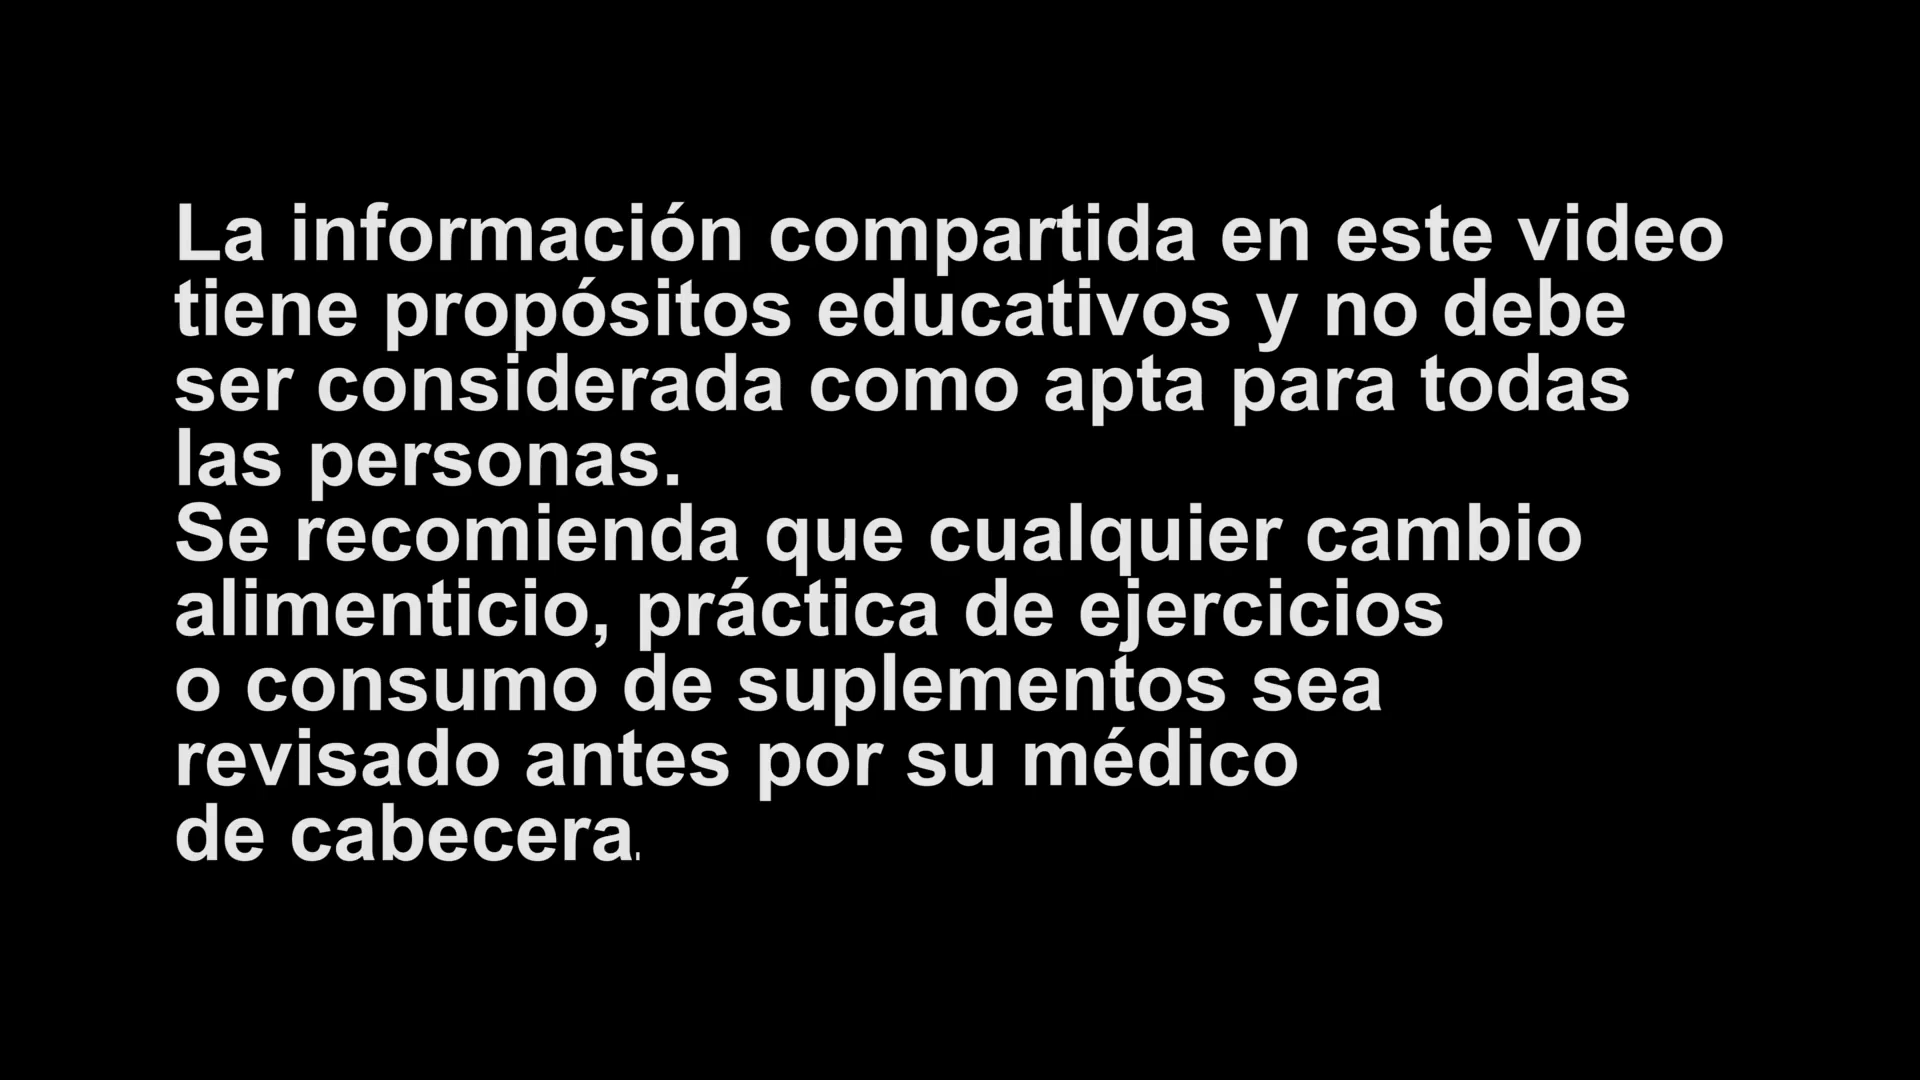 La información compartida en este video
tiene propósitos educativos y no debe
ser considerada como apta para todas
las personas.
Se recomienda que cualquier cambio
alimenticio, práctica de ejercicios
o consumo de suplementos sea
revisado antes por su médico
de cabecera.